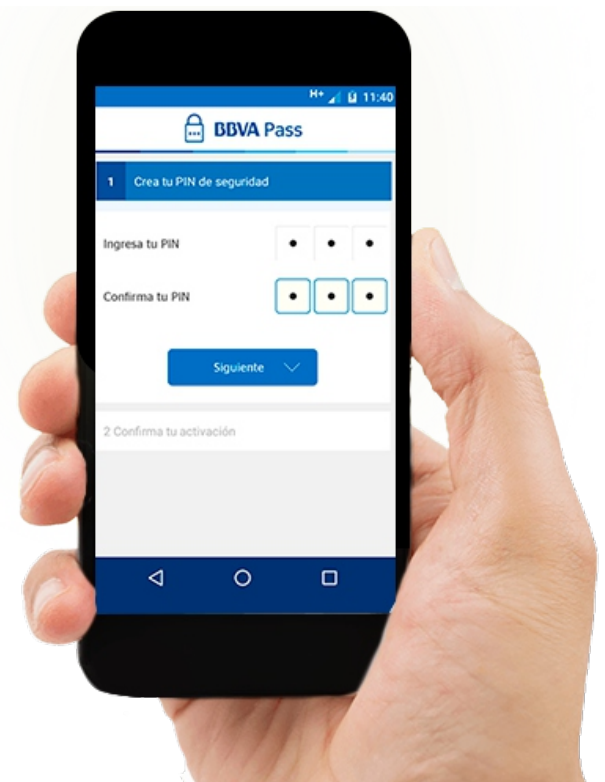 H+ 11:40
BBVA Pass
1 Crea tu PIN de seguridad
Ingresa tu PIN
Confirma tu PIN
Siguiente
2 Confirma tu activación